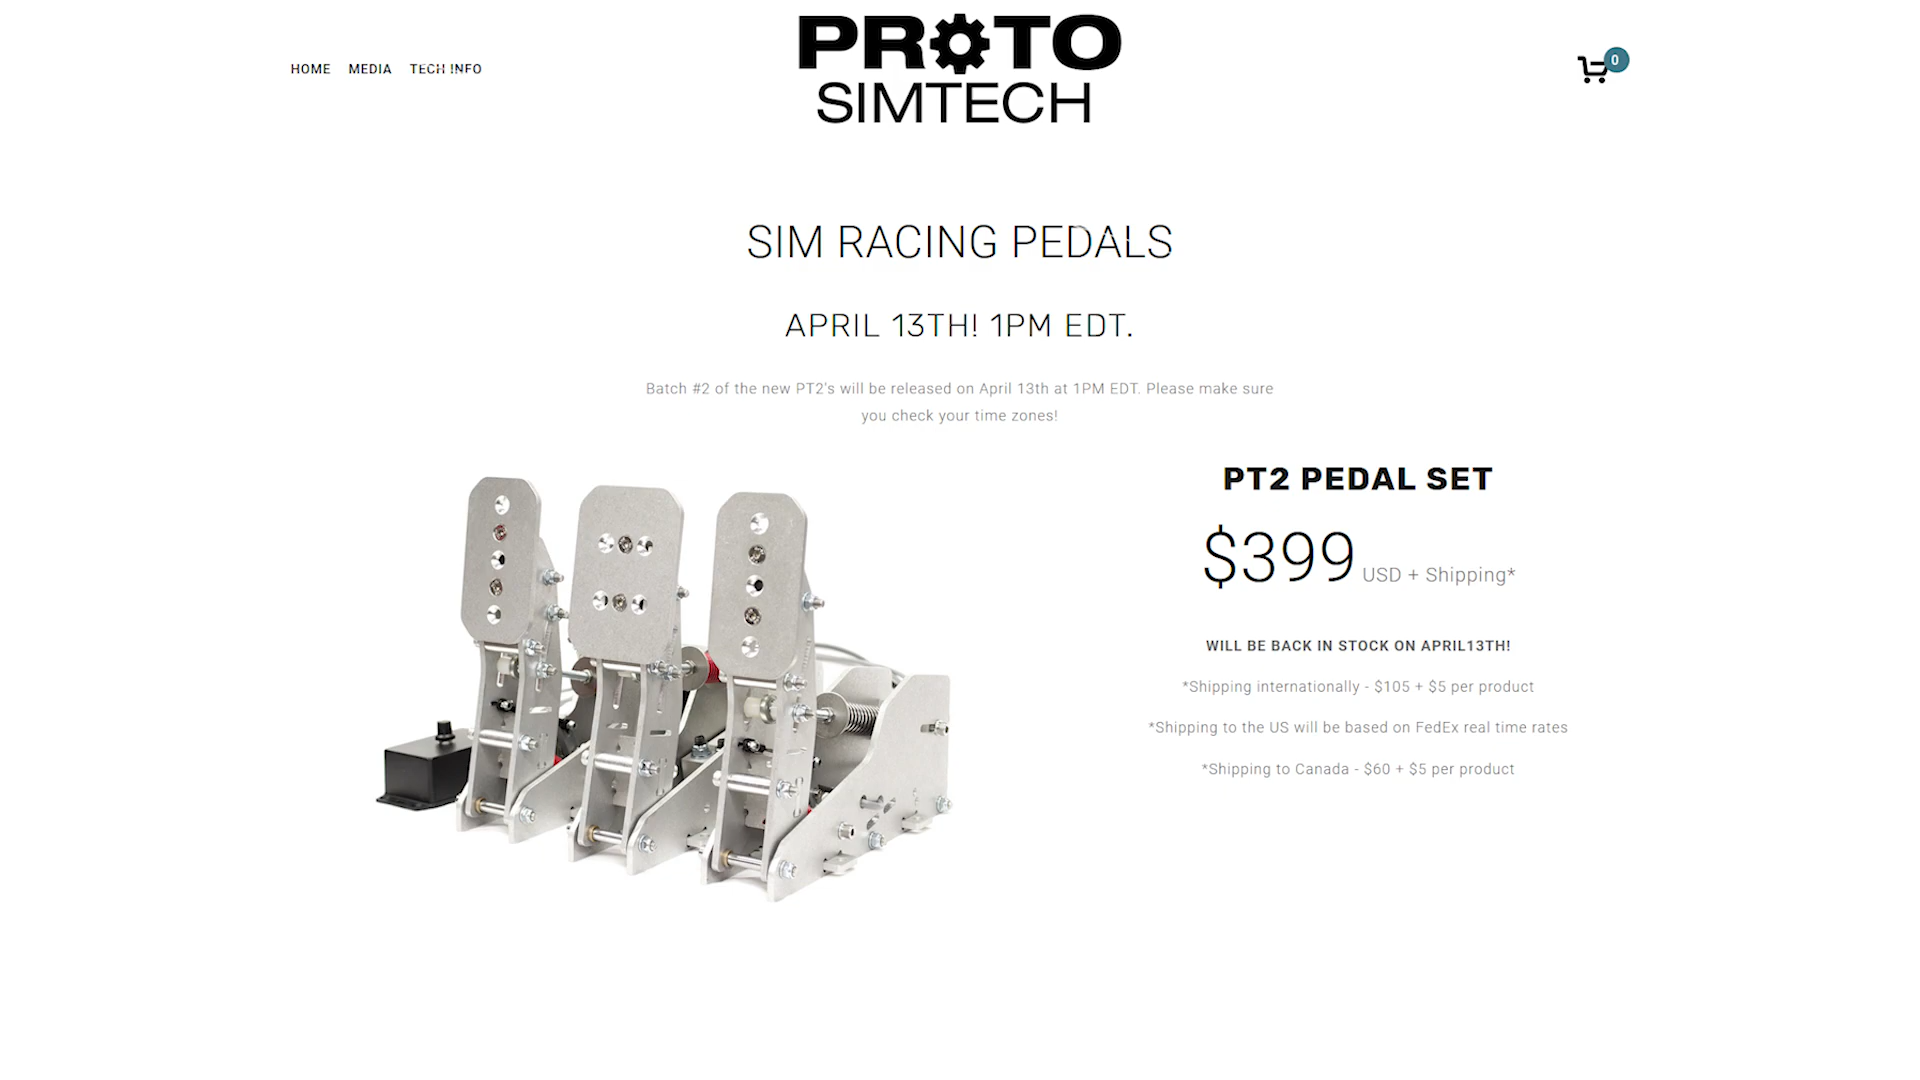 PROTO
SIMTECH
HOME MEDIA TECH INFO
0
SIM RACING PEDALS
APRIL 13TH! 1PM EDT.
Batch #2 of the new PT2's will be released on April 13th at 1PM EDT. Please make sure
you check your time zones!
PT2 PEDAL SET
$399 USD + Shipping*
WILL BE BACK IN STOCK ON APRIL13TH!
*Shipping internationally - $105 + $5 per product
*Shipping to the US will be based on FedEx real time rates
*Shipping to Canada - $60 + $5 per product